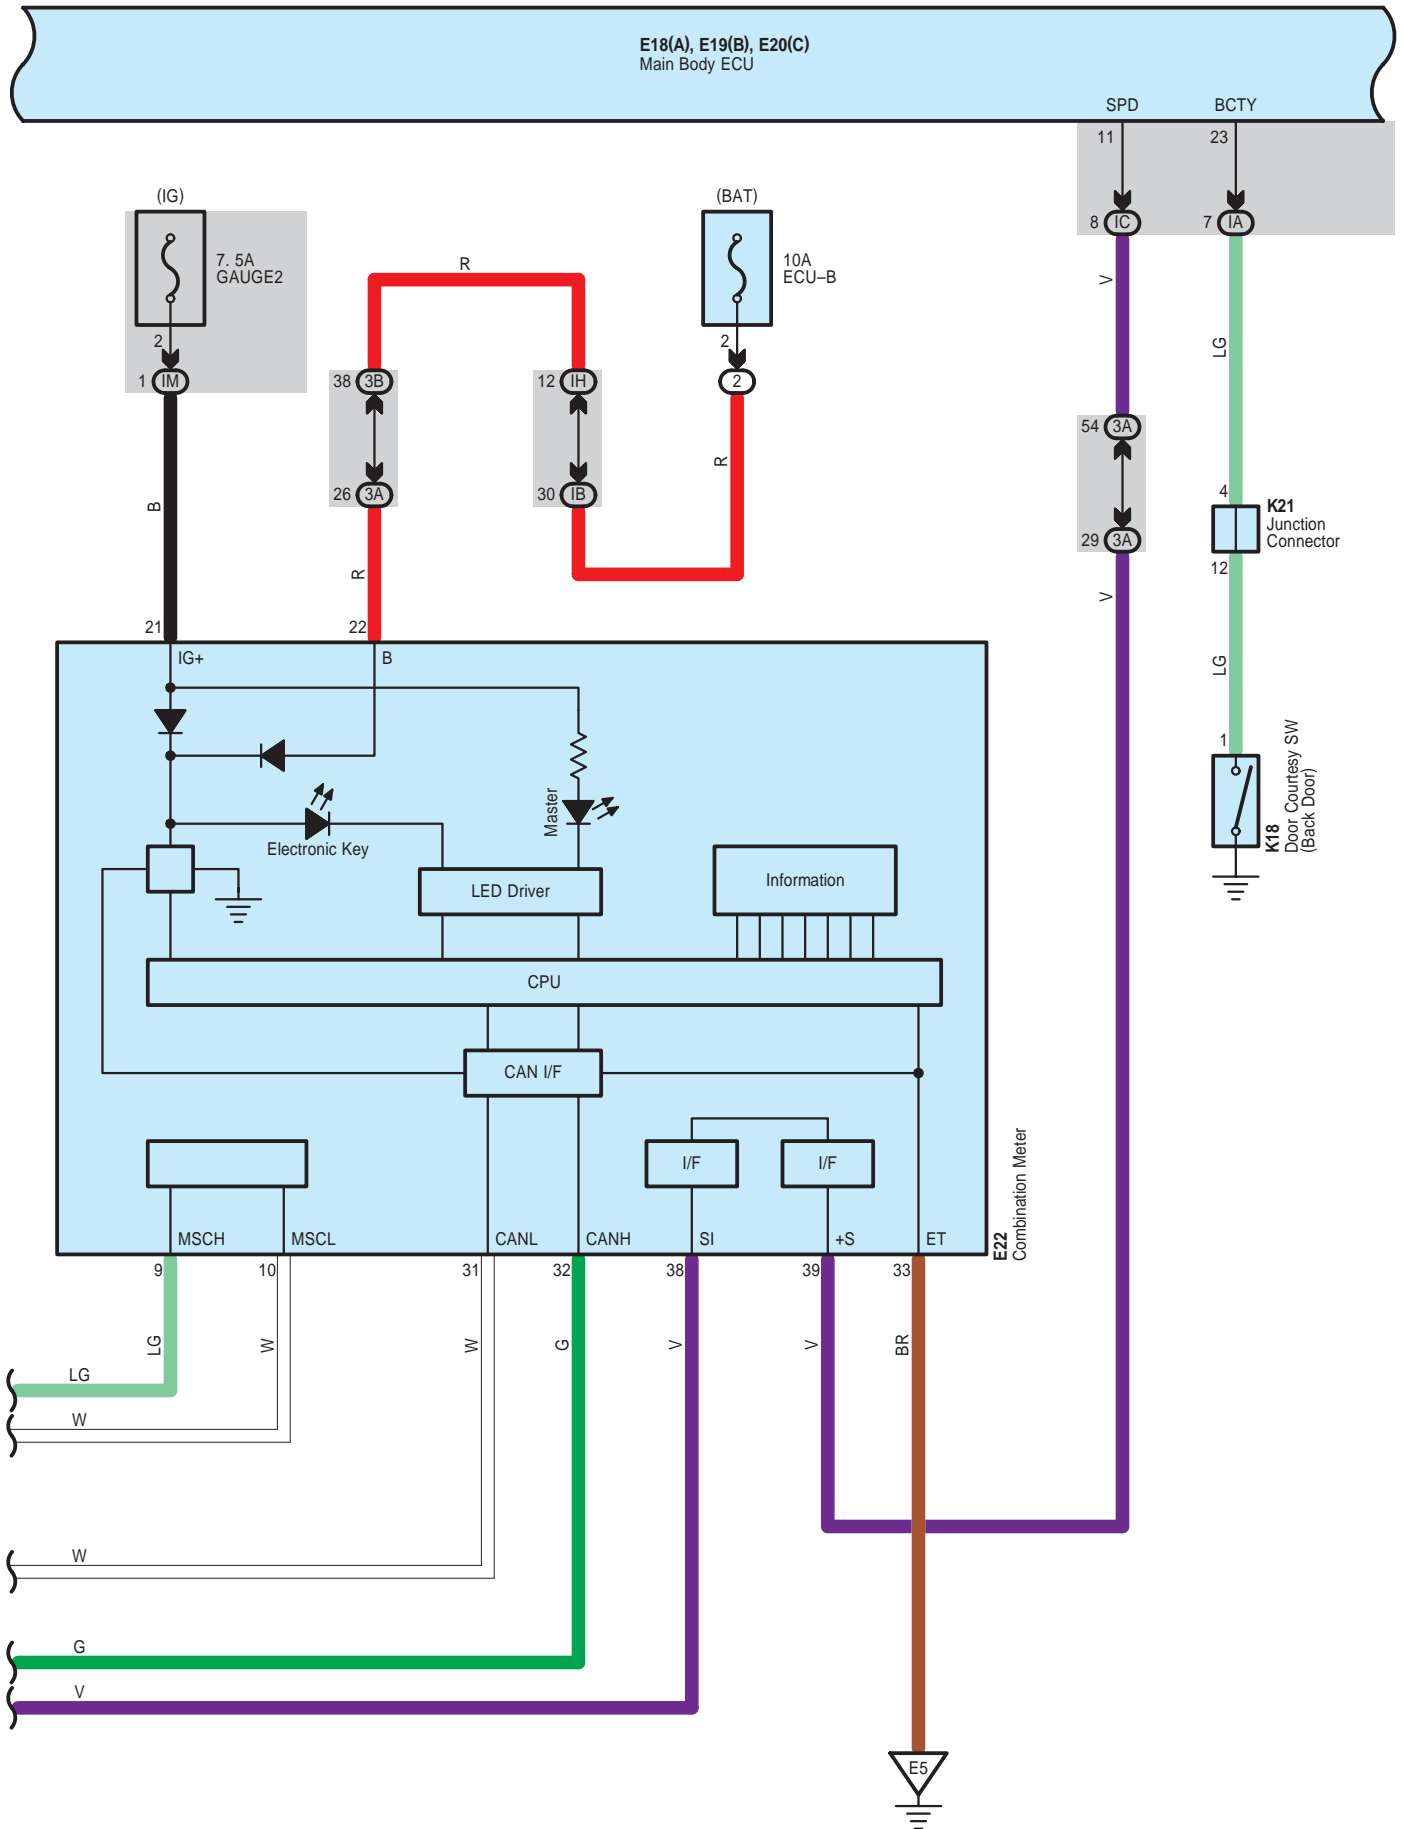 E18(A), E19(B), E20(C)
Main Body ECU
SPD
BCTY
11
23
8 IC
7 IA
(IG)
7. 5A
GAUGE2
2
1 IM
R
(BAT)
10A
ECU–B
2
2
38 3B
12 IH
26 3A
30 IB
V
LG
B
R
R
54 3A
29 3A
V
4
K21
Junction
Connector
12
LG
1
K18
Door Courtesy SW
(Back Door)
21
22
IG+
B
Master
Electronic Key
LED Driver
Information
CPU
CAN I/F
I/F
I/F
MSCH
MSCL
CANL
CANH
SI
+S
ET
E22
Combination Meter
9
10
31
32
38
39
33
LG
W
W
G
V
V
BR
LG
W
W
G
V
E5